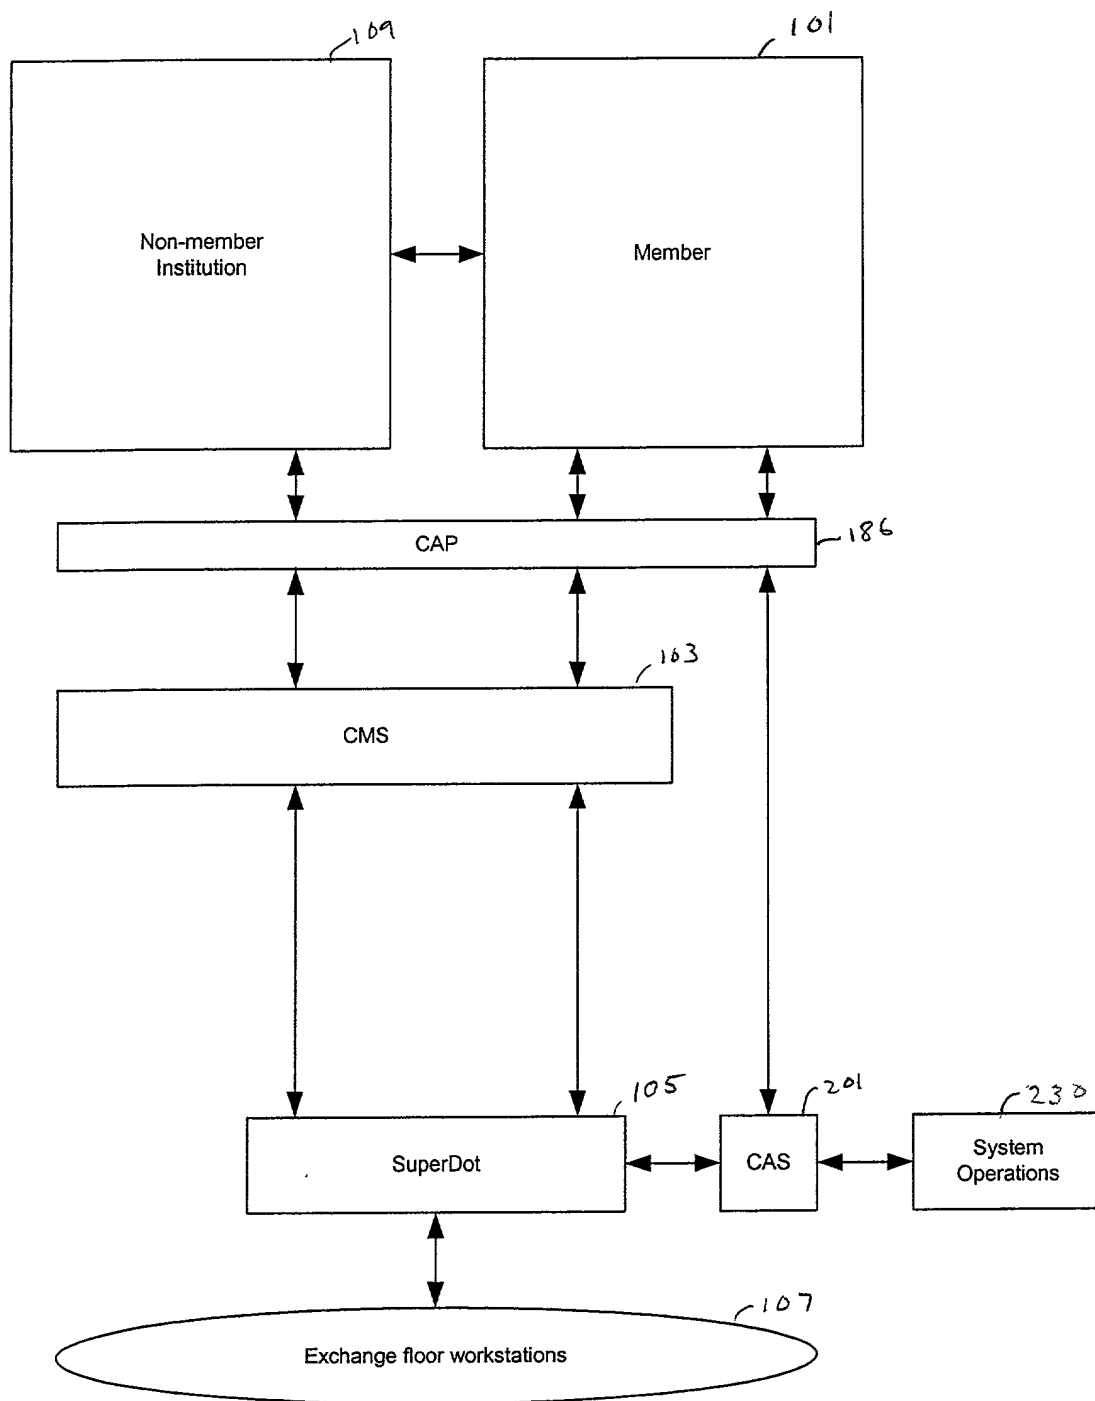 109
101
Non-member
Institution
Member
CAP
186
103
CMS
105
201
230
SuperDot
CAS
System
Operations
107
Exchange floor workstations